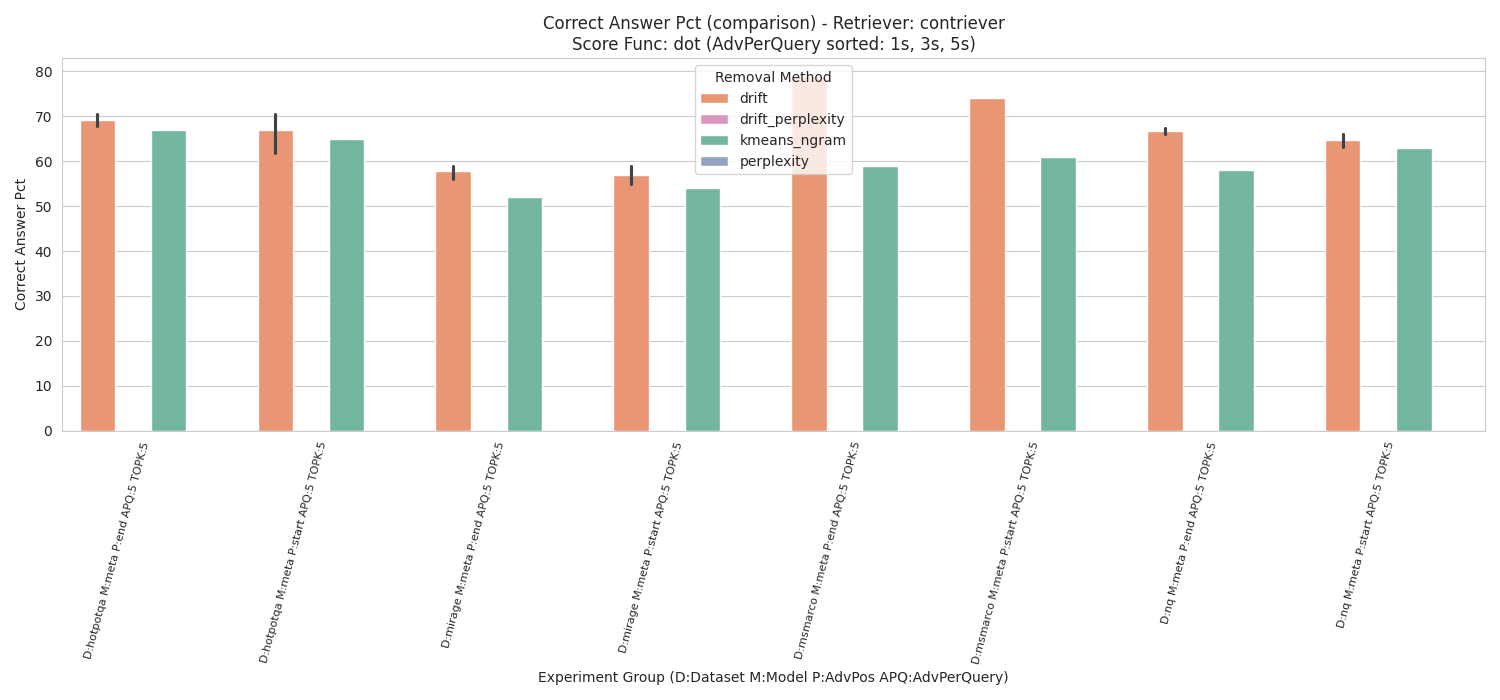 Correct Answer Pct (comparison) - Retriever: contriever
Score Func: dot (AdvPerQuery sorted: 1s, 3s, 5s)
Removal Method
drift
drift_perplexity
kmeans_ngram
perplexity
Correct Answer Pct
80
70
60
50
40
30
20
10
0
D:hotpotqa M:meta P:end APQ:5 TOPK:5
D:hotpotqa M:meta P:start APQ:5 TOPK:5
D:mirage M:meta P:end APQ:5 TOPK:5
D:mirage M:meta P:start APQ:5 TOPK:5
D:msmarco M:meta P:end APQ:5 TOPK:5
D:msmarco M:meta P:start APQ:5 TOPK:5
D:nq M:meta P:end APQ:5 TOPK:5
D:nq M:meta P:start APQ:5 TOPK:5
Experiment Group (D:Dataset M:Model P:AdvPos APQ:AdvPerQuery)